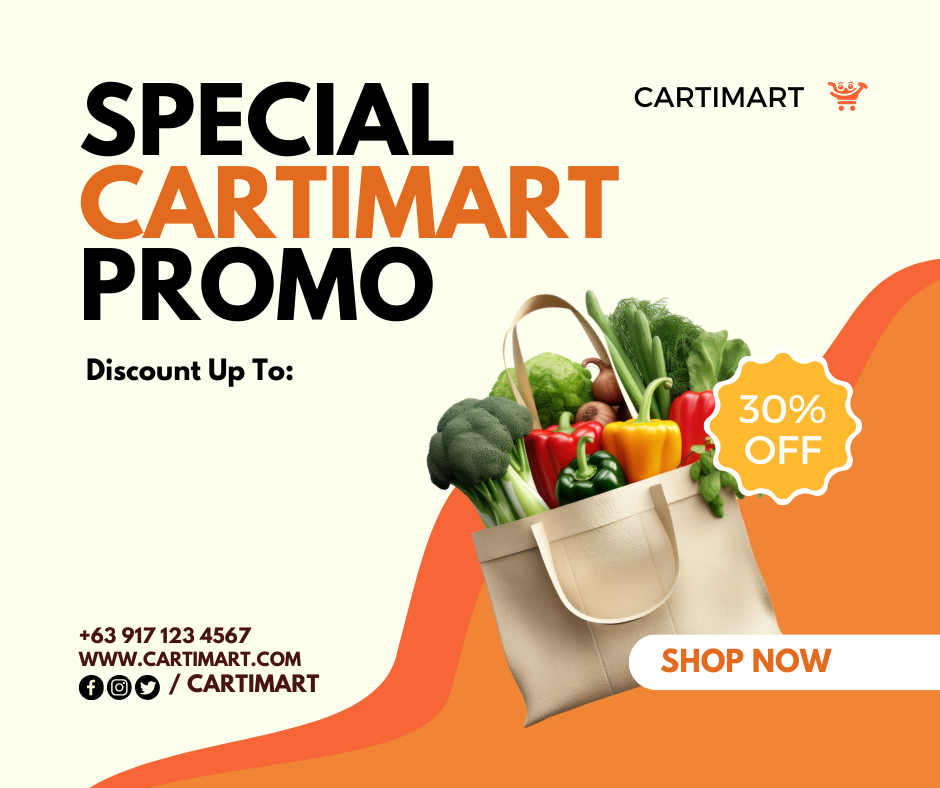 SPECIAL
CARTIMART
PROMO
CARTIMART
Discount Up To:
30%
OFF
+63 917 123 4567
WWW.CARTIMART.COM
/ CARTIMART
SHOP NOW